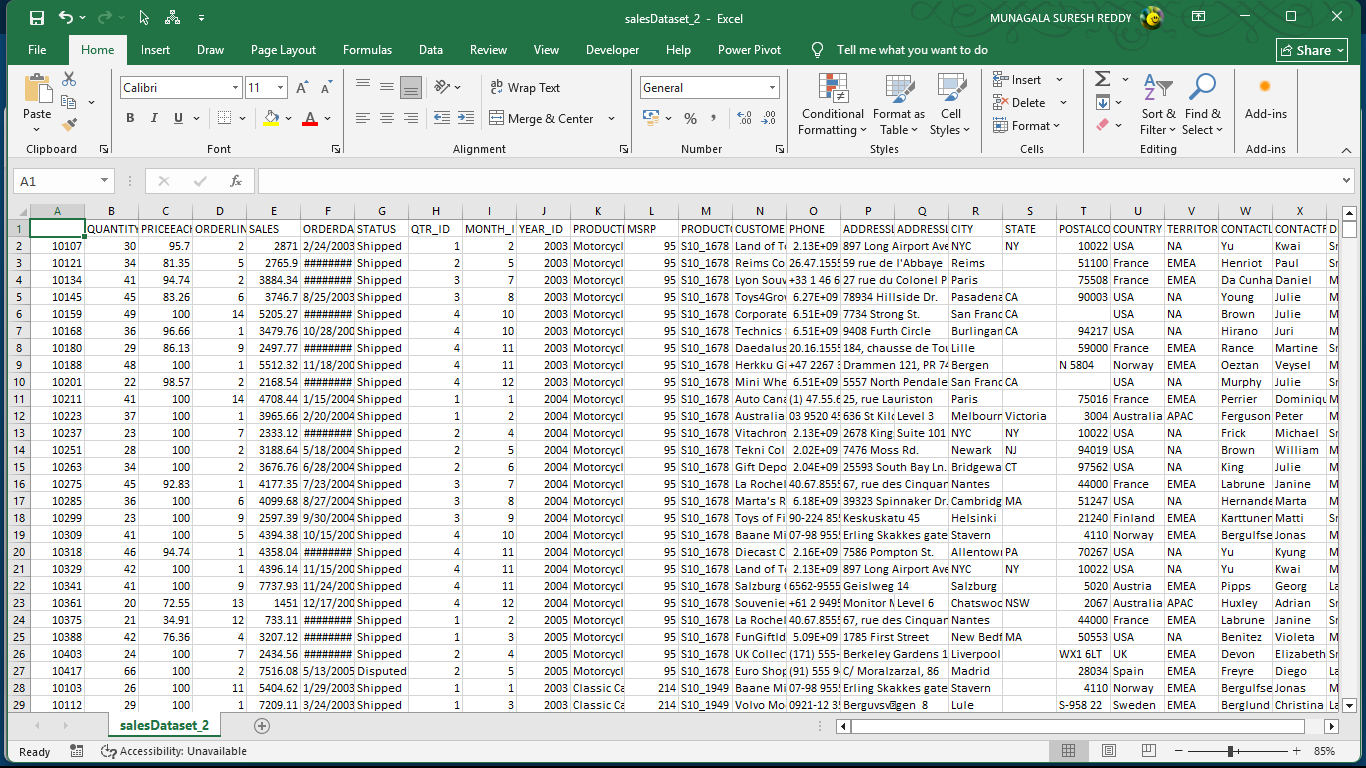 salesDataset_2 - Excel
MUNAGALA SURESH REDDY
File Home Insert Draw Page Layout Formulas Data Review View Developer Help Power Pivot Tell me what you want to do Share
Calibri 11 Wrap Text General Insert
Paste B I U Merge & Center % Conditional Formatting Format as Table Cell Styles Delete Sort & Filter Find & Select Add-ins
Format
Clipboard Font Alignment Number Styles Cells Editing Add-ins
A1 fx
A B C D E F G H I J K L M N O P Q R S T U V W X
1 QUANTITY PRICEEACH ORDERLIN SALES ORDERDA STATUS QTR_ID MONTH_I YEAR_ID PRODUCTI MSRP PRODUCTC CUSTOME PHONE ADDRESSL ADDRESSL CITY STATE POSTALCO COUNTRY TERRITOR CONTACTL CONTACTF D
2 10107 30 95.7 2 2871 2/24/2003 Shipped 1 2 2003 Motorcycl 95 S10_1678 Land of To 2.13E+09 897 Long Airport Ave NYC NY 10022 USA NA Yu Kwai Sr
3 10121 34 81.35 5 2765.9 ######## Shipped 2 5 2003 Motorcycl 95 S10_1678 Reims Co 26.47.1555 59 rue de l'Abbaye Reims 51100 France EMEA Henriot Paul Sr
4 10134 41 94.74 2 3884.34 ######## Shipped 3 7 2003 Motorcycl 95 S10_1678 Lyon Souv +33 1 46 6 27 rue du Colonel P Paris 75508 France EMEA Da Cunha Daniel M
5 10145 45 83.26 6 3746.7 8/25/2003 Shipped 3 8 2003 Motorcycl 95 S10_1678 Toys4Grov 6.27E+09 78934 Hillside Dr. Pasadena CA 90003 USA NA Young Julie M
6 10159 49 100 14 5205.27 ######## Shipped 4 10 2003 Motorcycl 95 S10_1678 Corporate 6.51E+09 7734 Strong St. San Franc CA USA NA Brown Julie M
7 10168 36 96.66 1 3479.76 10/28/200 Shipped 4 10 2003 Motorcycl 95 S10_1678 Technics 6.51E+09 9408 Furth Circle Burlingan CA 94217 USA NA Hirano Juri M
8 10180 29 86.13 9 2497.77 ######## Shipped 4 11 2003 Motorcycl 95 S10_1678 Daedalus 20.16.1555 184, chausse de Tou Lille 59000 France EMEA Rance Martine Sr
9 10188 48 100 1 5512.32 11/18/200 Shipped 4 11 2003 Motorcycl 95 S10_1678 Herkku Gi +47 2267 3 Drammen 121, PR 74 Bergen N 5804 Norway EMEA Oeztan Veysel M
10 10201 22 98.57 2 2168.54 ######## Shipped 4 12 2003 Motorcycl 95 S10_1678 Mini Whe 6.51E+09 5557 North Pendale San Franc CA USA NA Murphy Julie Sr
11 10211 41 100 14 4708.44 1/15/2004 Shipped 1 1 2004 Motorcycl 95 S10_1678 Auto Cana (1) 47.55.6 25, rue Lauriston Paris 75016 France EMEA Perrier Dominiqu M
12 10223 37 100 1 3965.66 2/20/2004 Shipped 1 2 2004 Motorcycl 95 S10_1678 Australia 03 9520 45 636 St Kild Level 3 Melbourn Victoria 3004 Australia APAC Ferguson Peter M
13 10237 23 100 7 2333.12 ######## Shipped 2 4 2004 Motorcycl 95 S10_1678 Vitachrom 2.13E+09 2678 King Suite 101 NYC NY 10022 USA NA Frick Michael Sr
14 10251 28 100 2 3188.64 5/18/2004 Shipped 2 5 2004 Motorcycl 95 S10_1678 Tekni Col 2.02E+09 7476 Moss Rd. Newark NJ 94019 USA NA Brown William M
15 10263 34 100 2 3676.76 6/28/2004 Shipped 2 6 2004 Motorcycl 95 S10_1678 Gift Depo 2.04E+09 25593 South Bay Ln. Bridgewa CT 97562 USA NA King Julie M
16 10275 45 92.83 1 4177.35 7/23/2004 Shipped 3 7 2004 Motorcycl 95 S10_1678 La Rochel 40.67.8555 67, rue des Cinquan Nantes 44000 France EMEA Labrune Janine M
17 10285 36 100 6 4099.68 8/27/2004 Shipped 3 8 2004 Motorcycl 95 S10_1678 Marta's R 6.18E+09 39323 Spinnaker Dr. Cambridg MA 51247 USA NA Hernande Marta M
18 10299 23 100 9 2597.39 9/30/2004 Shipped 3 9 2004 Motorcycl 95 S10_1678 Toys of Fi 90-224 855 Keskuskatu 45 Helsinki 21240 Finland EMEA Karttunen Matti Sr
19 10309 41 100 5 4394.38 10/15/200 Shipped 4 10 2004 Motorcycl 95 S10_1678 Baane Mi 07-98 9555 Erling Skakkes gate Stavern 4110 Norway EMEA Bergulfse Jonas M
20 10318 46 94.74 1 4358.04 ######## Shipped 4 11 2004 Motorcycl 95 S10_1678 Diecast C 2.16E+09 7586 Pompton St. Allentown PA 70267 USA NA Yu Kyung M
21 10329 42 100 1 4396.14 11/15/200 Shipped 4 11 2004 Motorcycl 95 S10_1678 Land of To 2.13E+09 897 Long Airport Ave NYC NY 10022 USA NA Yu Kwai M
22 10341 41 100 9 7737.93 11/24/200 Shipped 4 11 2004 Motorcycl 95 S10_1678 Salzburg 6562-9555 Geislweg 14 Salzburg 5020 Austria EMEA Pipps Georg La
23 10361 20 72.55 13 1451 12/17/200 Shipped 4 12 2004 Motorcycl 95 S10_1678 Souvenie +61 2 9495 Monitor M Level 6 Chatswoo NSW 2067 Australia APAC Huxley Adrian Sr
24 10375 21 34.91 12 733.11 ######## Shipped 1 2 2005 Motorcycl 95 S10_1678 La Rochel 40.67.8555 67, rue des Cinquan Nantes 44000 France EMEA Labrune Janine M
25 10388 42 76.36 4 3207.12 ######## Shipped 1 3 2005 Motorcycl 95 S10_1678 FunGiftId 5.09E+09 1785 First Street New Bedf MA 50553 USA NA Benitez Violeta M
26 10403 24 100 7 2434.56 ######## Shipped 2 4 2005 Motorcycl 95 S10_1678 UK Collec (171) 555- Berkeley Gardens 1 Liverpool WX1 6LT UK EMEA Devon Elizabeth Sr
27 10417 66 100 2 7516.08 5/13/2005 Disputed 2 5 2005 Motorcycl 95 S10_1678 Euro Shop (91) 555 94 C/ Moralzarzal, 86 Madrid 28034 Spain EMEA Freyre Diego La
28 10103 26 100 11 5404.62 1/29/2003 Shipped 1 1 2003 Classic Ca 214 S10_1949 Baane Mi 07-98 9555 Erling Skakkes gate Stavern 4110 Norway EMEA Bergulfse Jonas M
29 10112 29 100 1 7209.11 3/24/2003 Shipped 1 3 2003 Classic Ca 214 S10_1949 Volvo Mo 0921-12 35 Berguvsv�gen 8 Lule S-958 22 Sweden EMEA Berglund Christina La
salesDataset_2
Ready Accessibility: Unavailable 85%